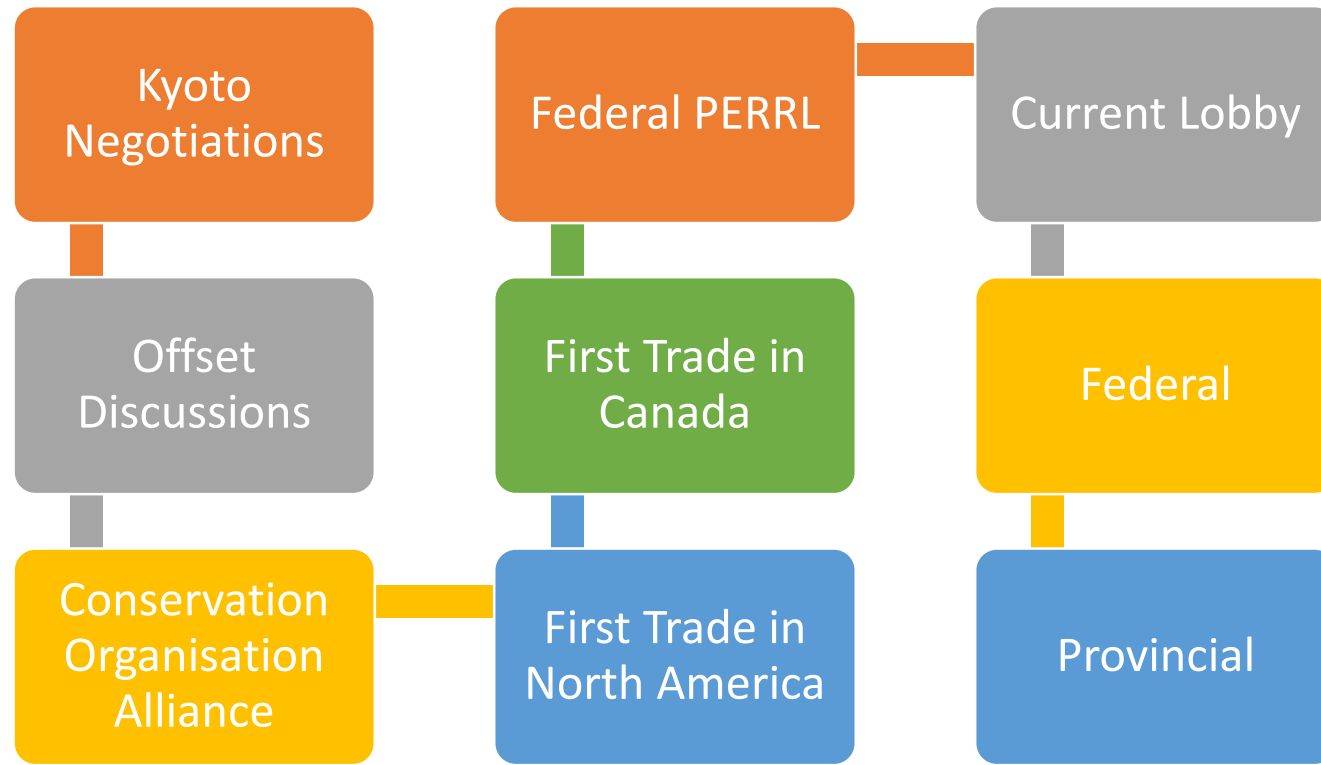 Kyoto
Negotiations
Offset
Discussions
Conservation
Organisation
Alliance
First Trade in
North America
First Trade in
Canada
Federal PERRL
Current Lobby
Federal
Provincial